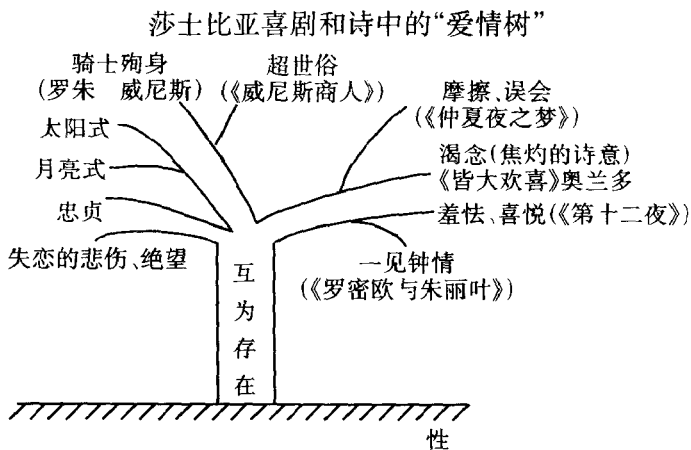 莎士比亚喜剧和诗中的“爱情树”
骑士殉身
(罗朱 威尼斯)
超世俗
(《威尼斯商人》)
摩擦、误会
(《仲夏夜之梦》)
太阳式
月亮式
渴念(焦灼的诗意)
《皆大欢喜》奥兰多
忠贞
羞怯、喜悦(《第十二夜》)
失恋的悲伤、绝望
一见钟情
(《罗密欧与朱丽叶》)
互为存在
性